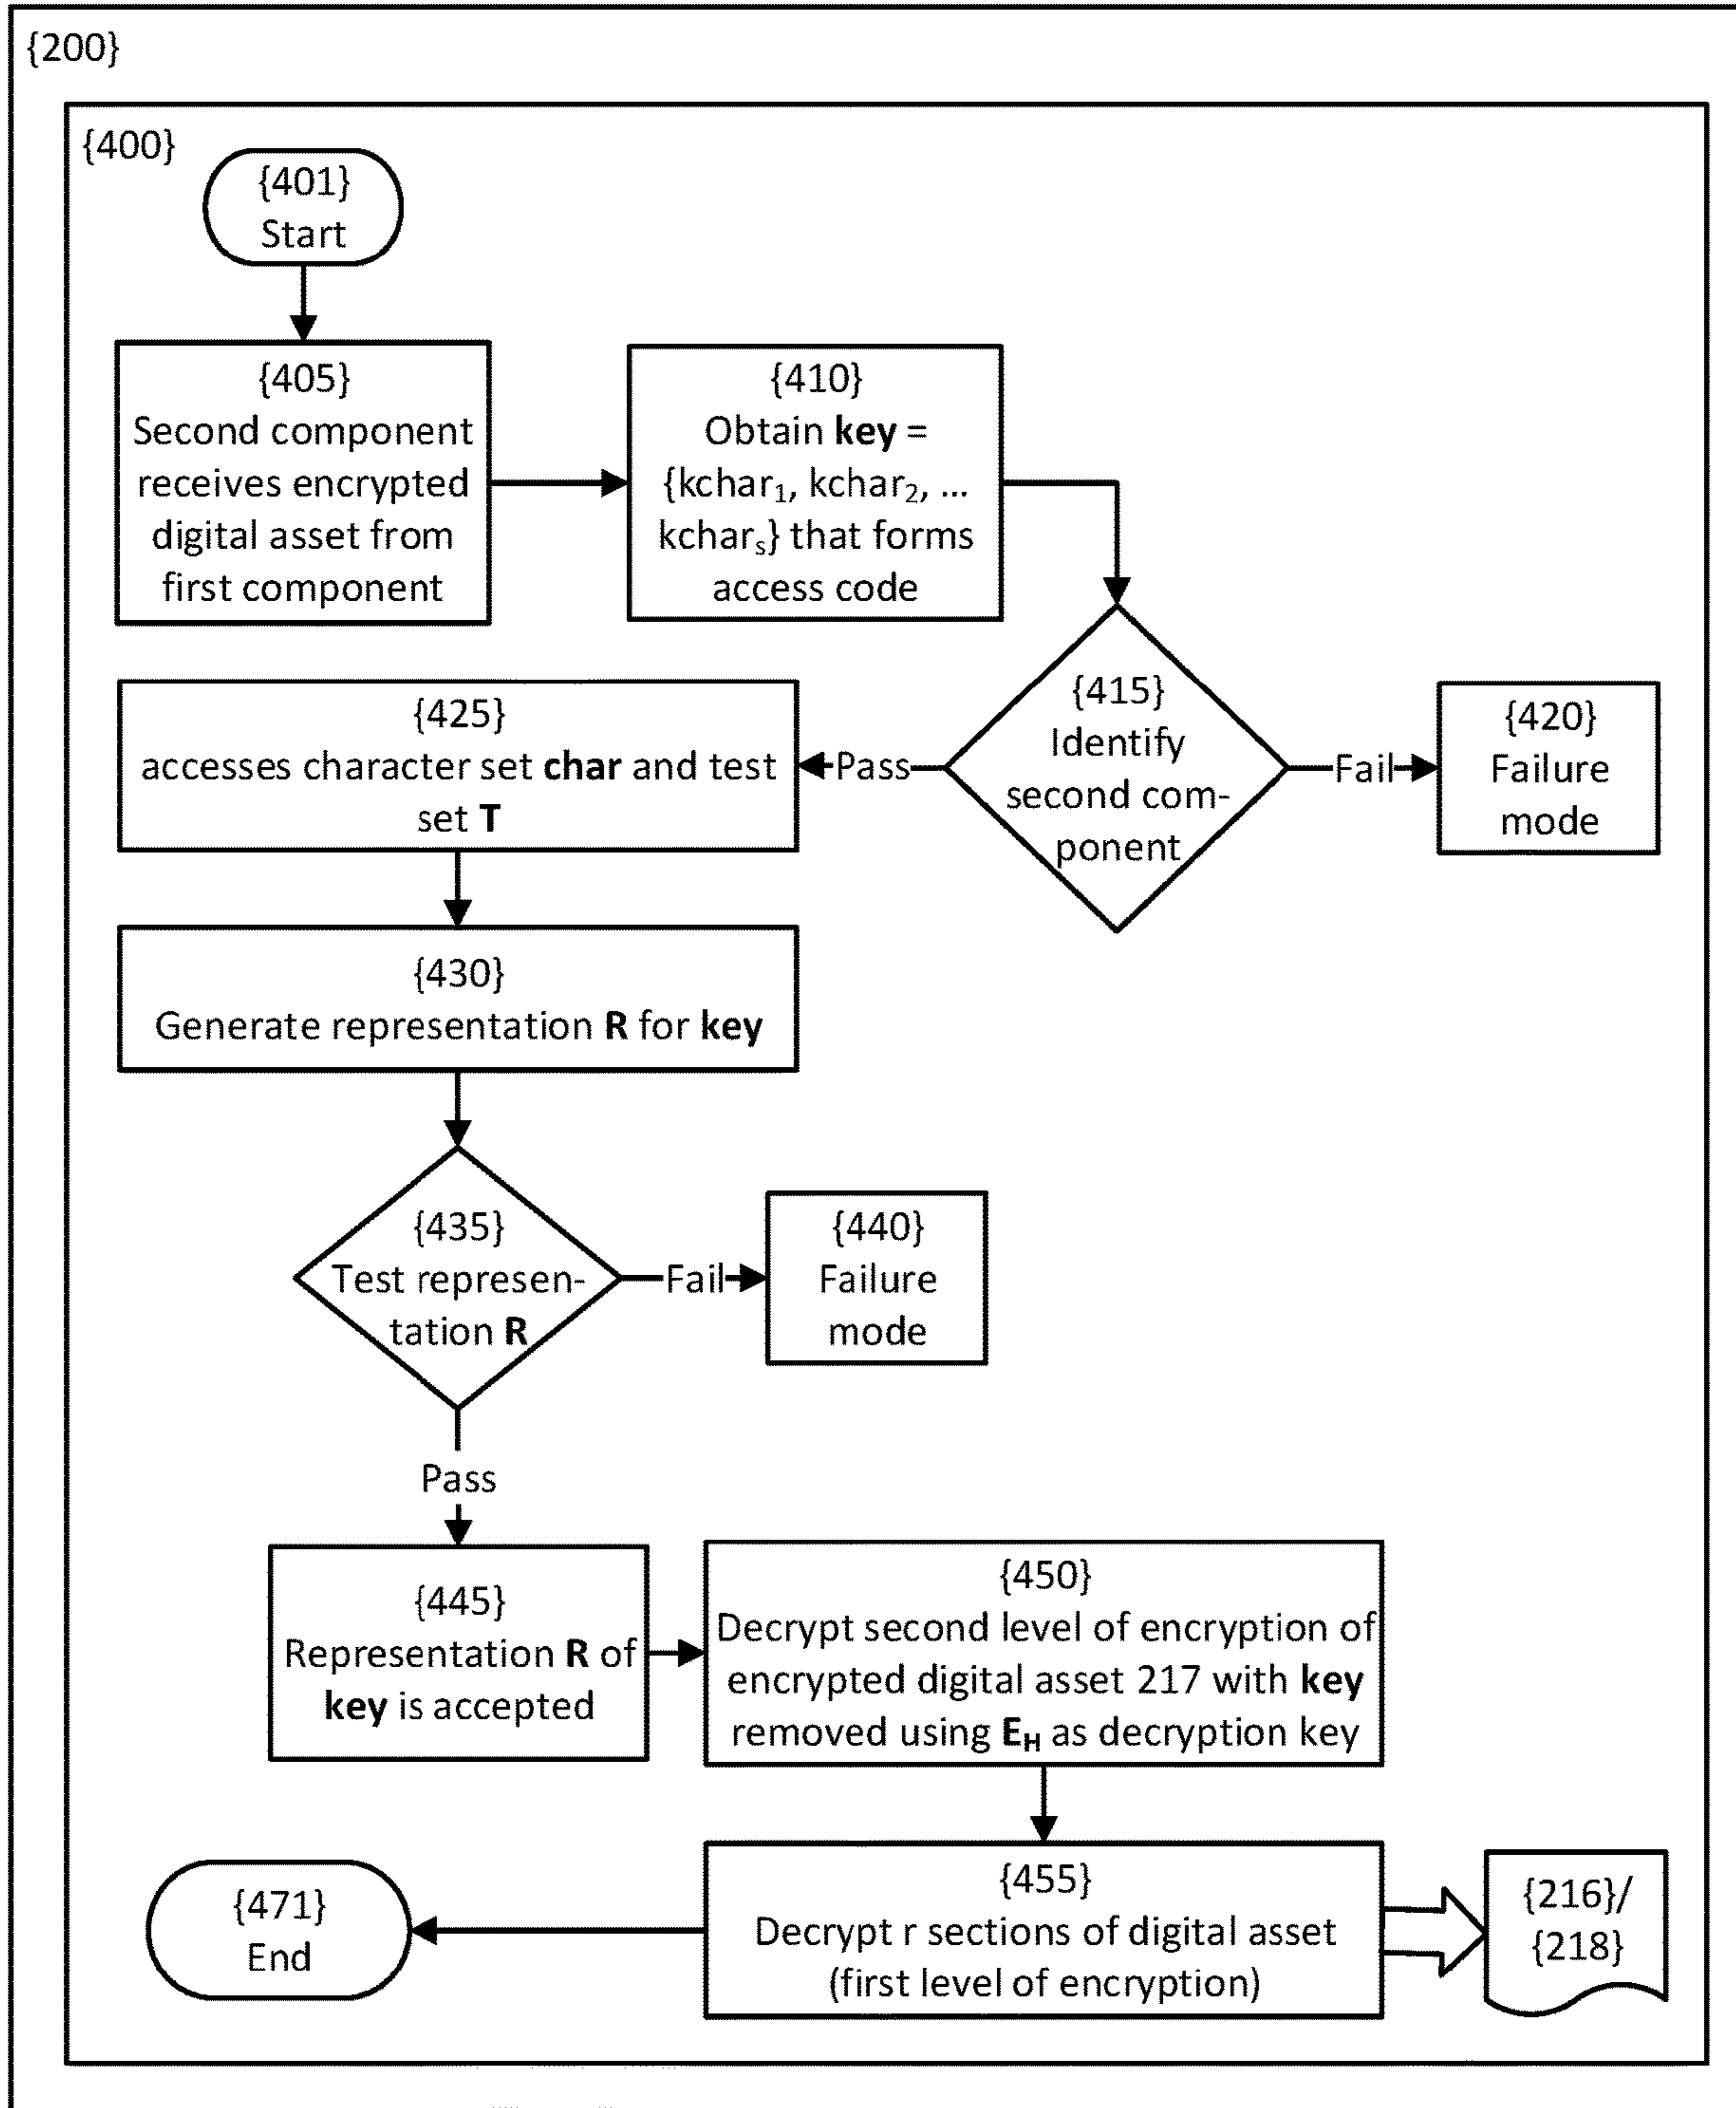 {200}
{400}
{401}
Start
{405}
Second component
receives encrypted
digital asset from
first component
{410}
Obtain key =
{kchar₁, kchar₂, ...
kcharₛ} that forms
access code
{415}
Identify
second com-
ponent
Pass
Fail
{420}
Failure
mode
{425}
accesses character set char and test
set T
{430}
Generate representation R for key
{435}
Test represen-
tation R
Fail
{440}
Failure
mode
Pass
{445}
Representation R of
key is accepted
{450}
Decrypt second level of encryption of
encrypted digital asset 217 with key
removed using E_H as decryption key
{455}
Decrypt r sections of digital asset
(first level of encryption)
{216}/
{218}
{471}
End